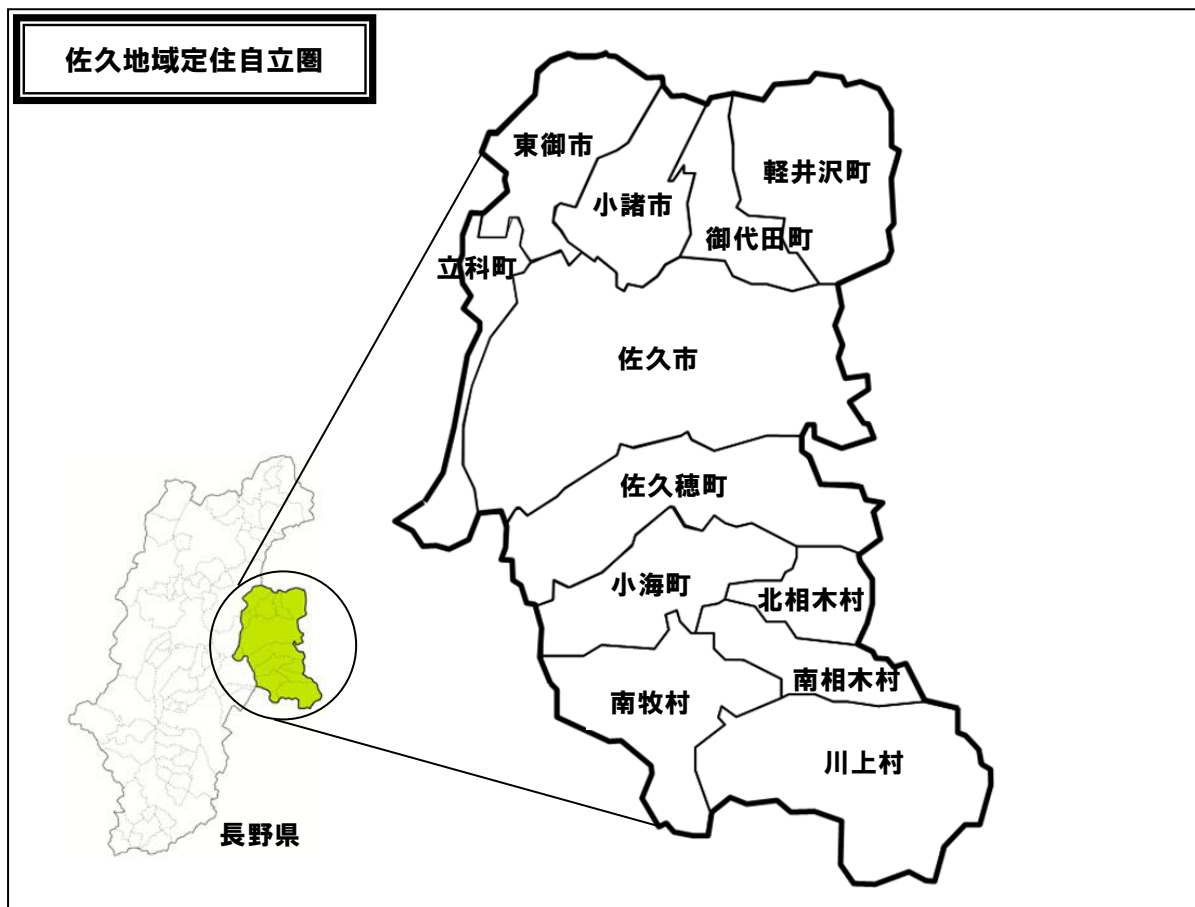 佐久地域定住自立圏
東御市
軽井沢町
小諸市
御代田町
立科町
佐久市
佐久穂町
小海町
北相木村
南相木村
南牧村
川上村
長野県